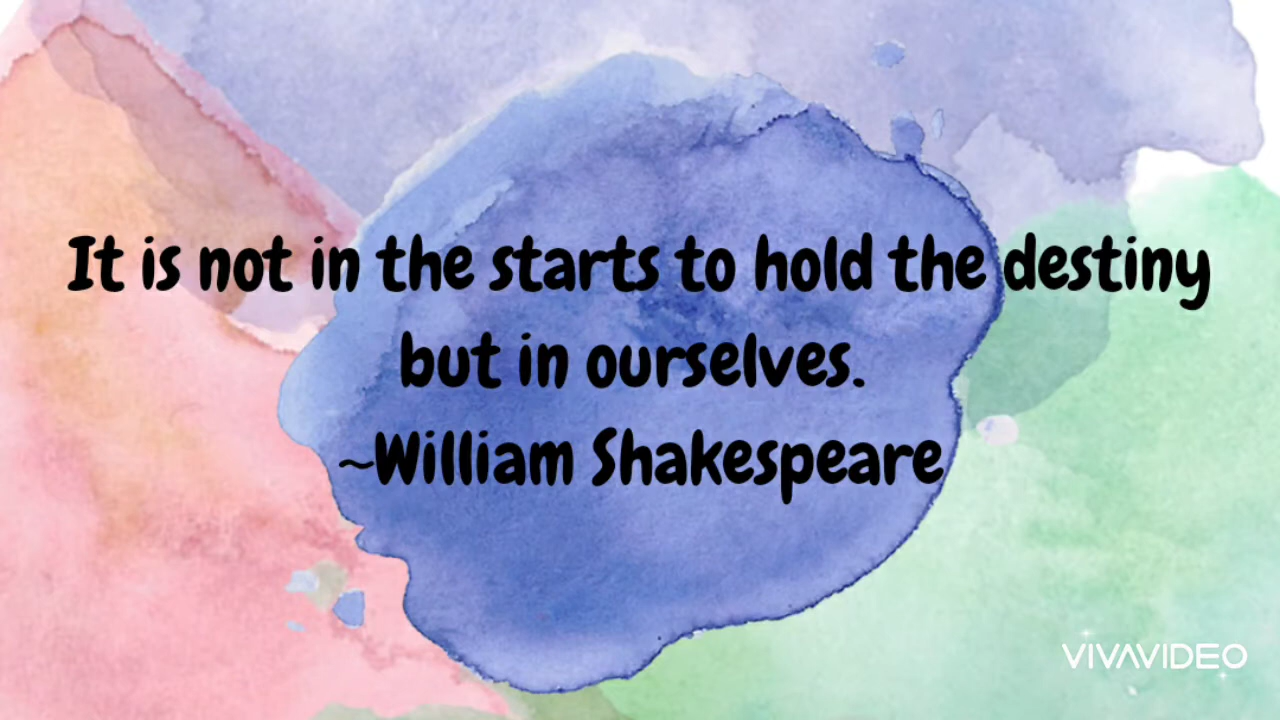 It is not in the starts to hold the destiny
but in ourselves.
~William Shakespeare
VIVAVIDEO